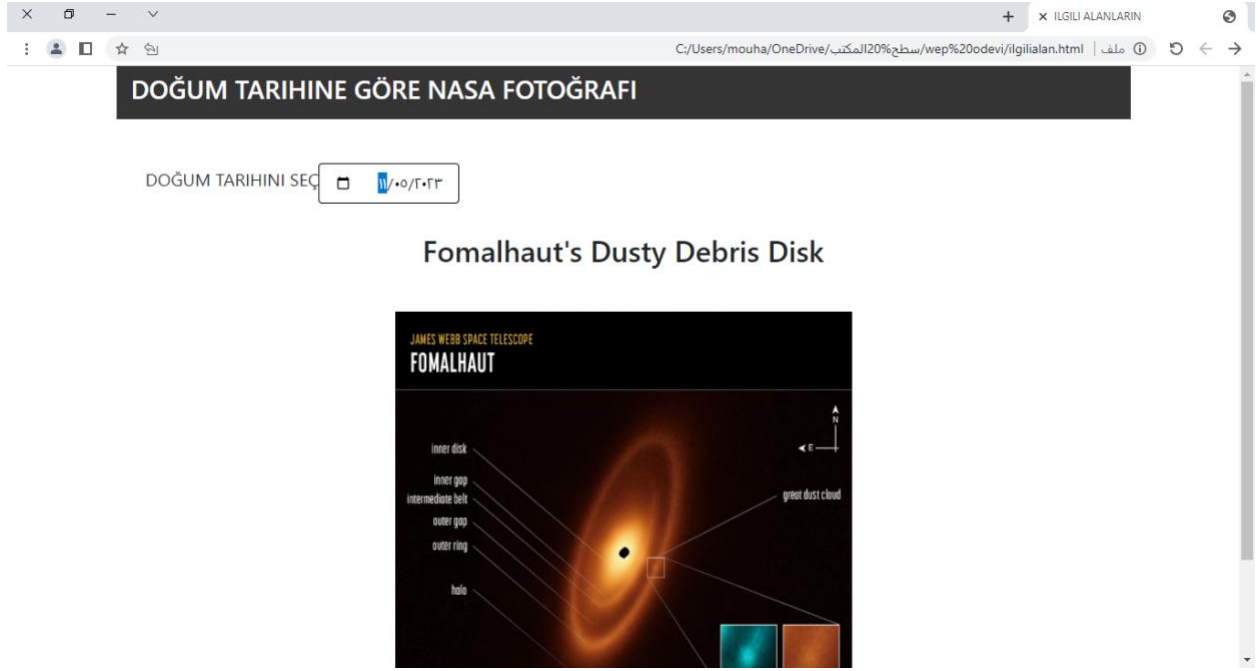 ILGILI ALANLARIN
C:/Users/mouha/OneDrive/سطح%20المكتب/wep%20odevi/ilgilialan.html | ملف
DOĞUM TARIHINE GÖRE NASA FOTOĞRAFI
DOĞUM TARIHINI SEÇ ١١/٠٥/٢٠٢٣
Fomalhaut's Dusty Debris Disk
JAMES WEBB SPACE TELESCOPE
FOMALHAUT
N
E
inner disk
inner gap
intermediate belt
outer gap
outer ring
halo
great dust cloud